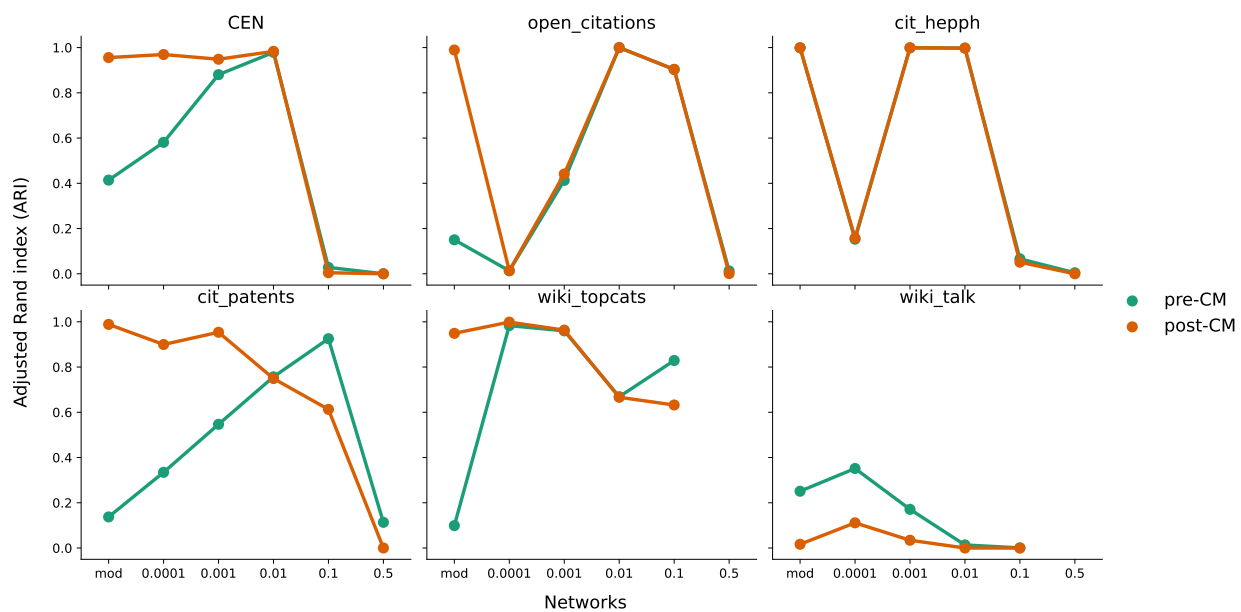 CEN open_citations cit_hepph
1.0
0.8
0.6
0.4
0.2
0.0
cit_patents wiki_topcats wiki_talk
1.0
0.8
0.6
0.4
0.2
0.0
mod 0.0001 0.001 0.01 0.1 0.5 mod 0.0001 0.001 0.01 0.1 0.5 mod 0.0001 0.001 0.01 0.1 0.5
Adjusted Rand index (ARI)
Networks
pre-CM
post-CM